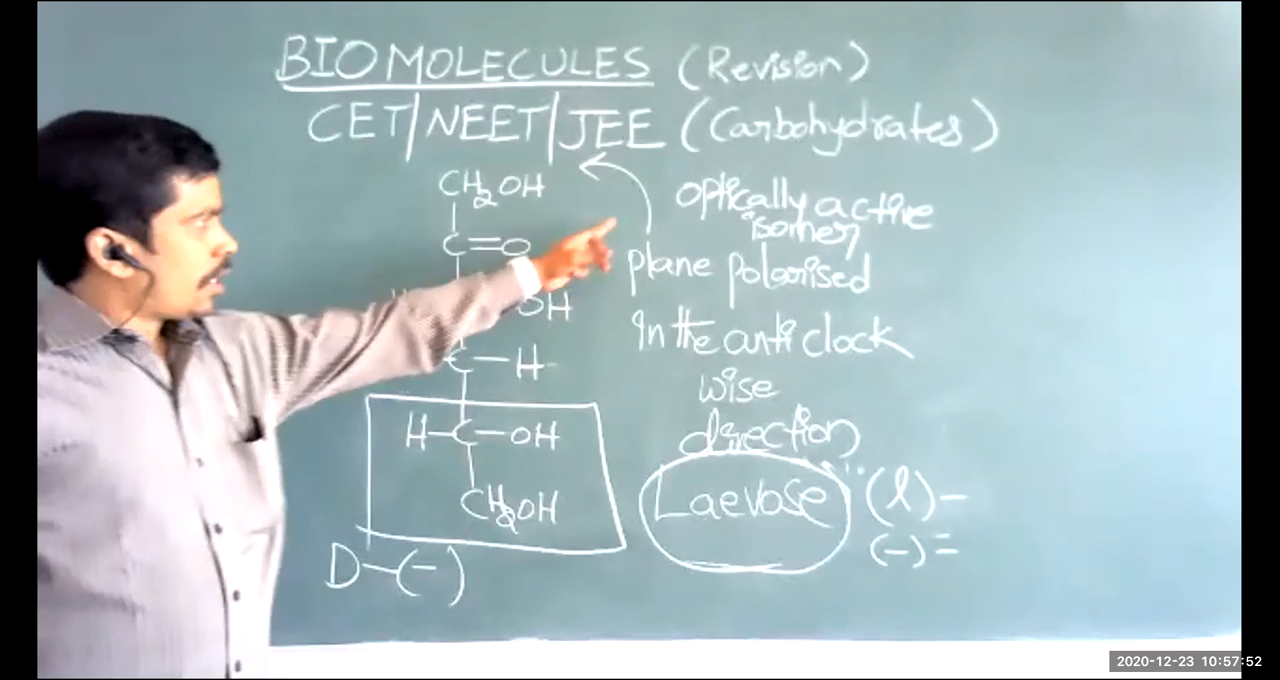 BIOMOLECULES (Revision)
CET/NEET/JEE (Carbohydrates)
CH2OH
C=O
OH
C-H
H-C-OH
CH2OH
D-(-)
optically active
isomer
plane polarised
In the anti clock
wise
direction
Laevose (l)-
(-)=
2020-12-23 10:57:52